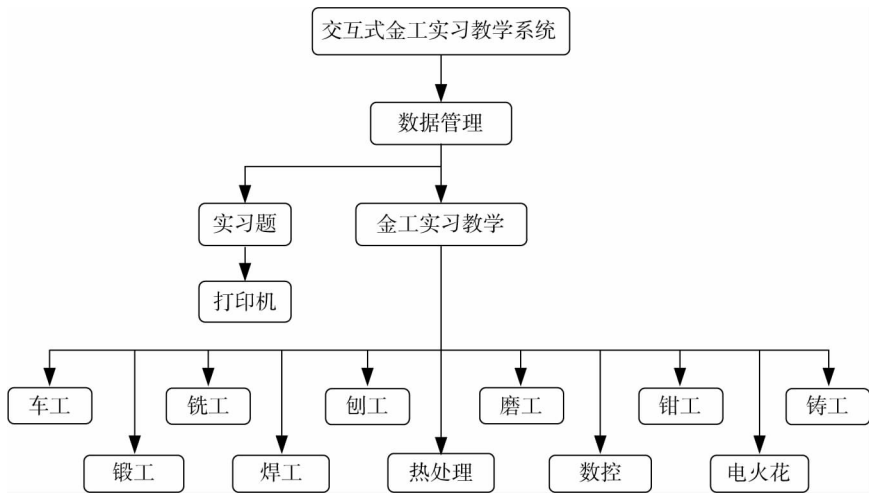 交互式金工实习教学系统
数据管理
实习题
金工实习教学
打印机
车工
铣工
刨工
磨工
钳工
铸工
锻工
焊工
热处理
数控
电火花